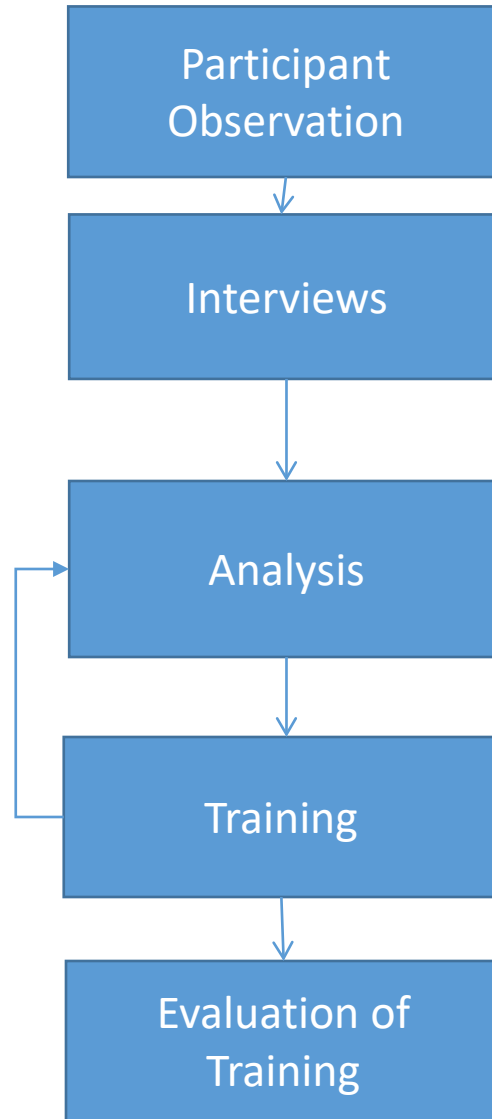 Participant
Observation
Interviews
Analysis
Training
Evaluation of
Training